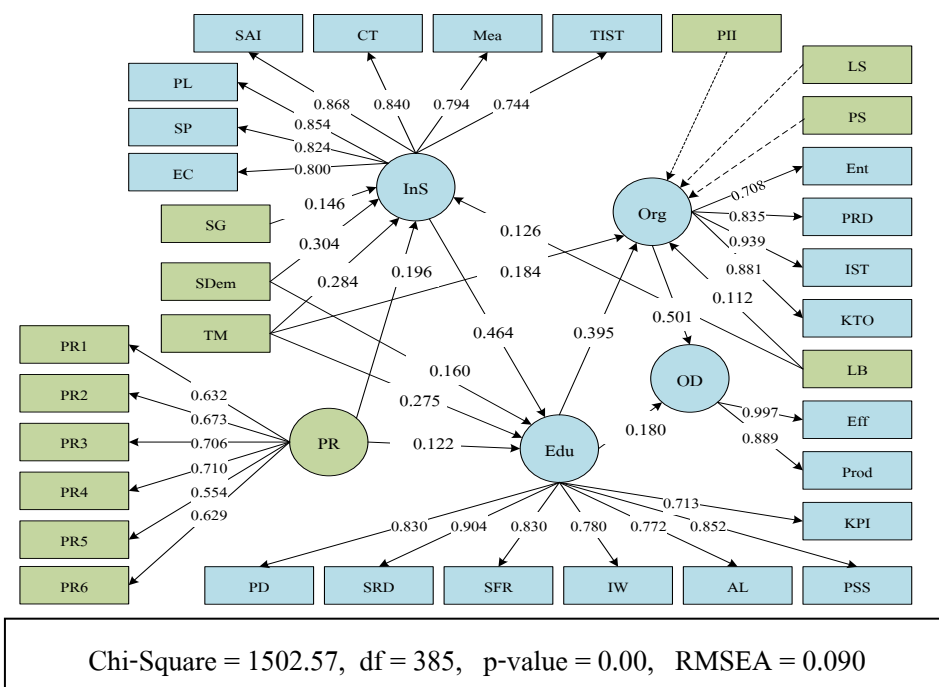 SAI
CT
Mea
TIST
PII
LS
PL
PS
0.868
0.840
0.794
0.744
0.854
SP
0.824
Ent
EC
0.800
InS
0.708
0.146
Org
0.835
PRD
SG
0.126
0.939
0.304
IST
SDem
0.284
0.196
0.184
0.881
0.112
KTO
TM
0.464
0.395
0.501
PR1
LB
0.160
OD
PR2
0.632
0.275
0.997
Eff
0.673
PR3
0.706
PR
0.122
Edu
0.180
0.889
0.710
Prod
PR4
0.554
0.713
0.629
KPI
PR5
0.830
0.904
0.830
0.780
0.772
0.852
PR6
PD
SRD
SFR
IW
AL
PSS
Chi-Square = 1502.57, df = 385, p-value = 0.00, RMSEA = 0.090